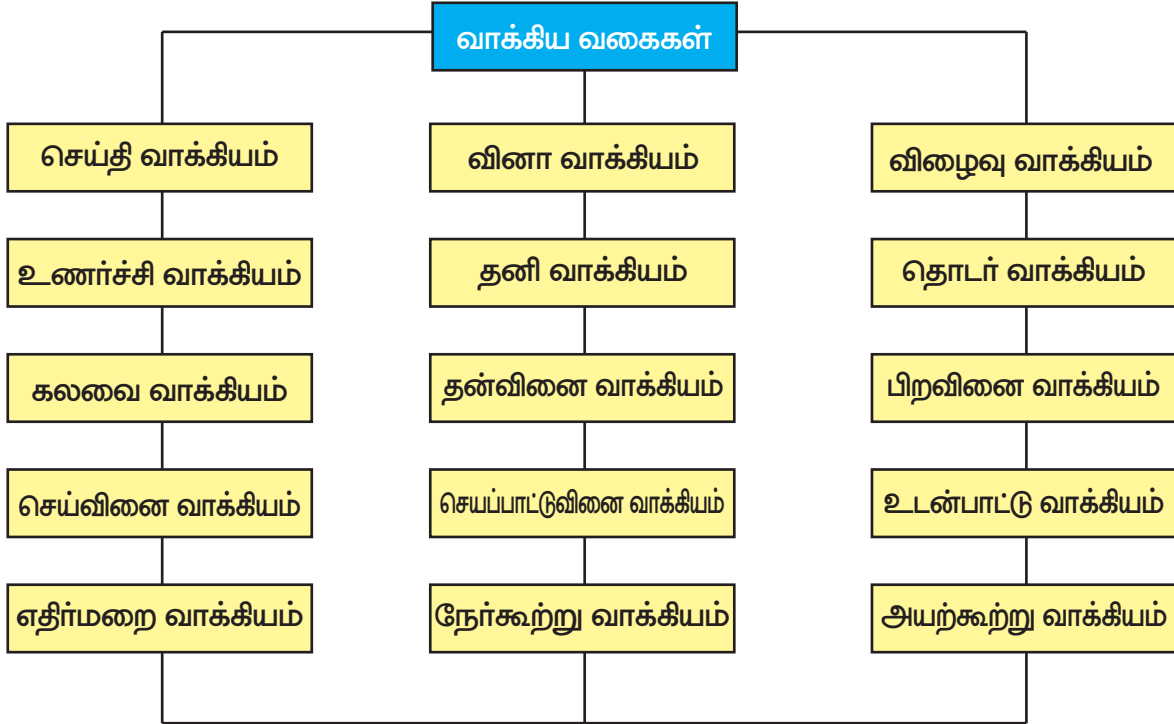 வாக்கிய வகைகள்
செய்தி வாக்கியம்
வினா வாக்கியம்
விழைவு வாக்கியம்
உணர்ச்சி வாக்கியம்
தனி வாக்கியம்
தொடர் வாக்கியம்
கலவை வாக்கியம்
தன்வினை வாக்கியம்
பிறவினை வாக்கியம்
செய்வினை வாக்கியம்
செயப்பாட்டுவினை வாக்கியம்
உடன்பாட்டு வாக்கியம்
எதிர்மறை வாக்கியம்
நேர்கூற்று வாக்கியம்
அயற்கூற்று வாக்கியம்